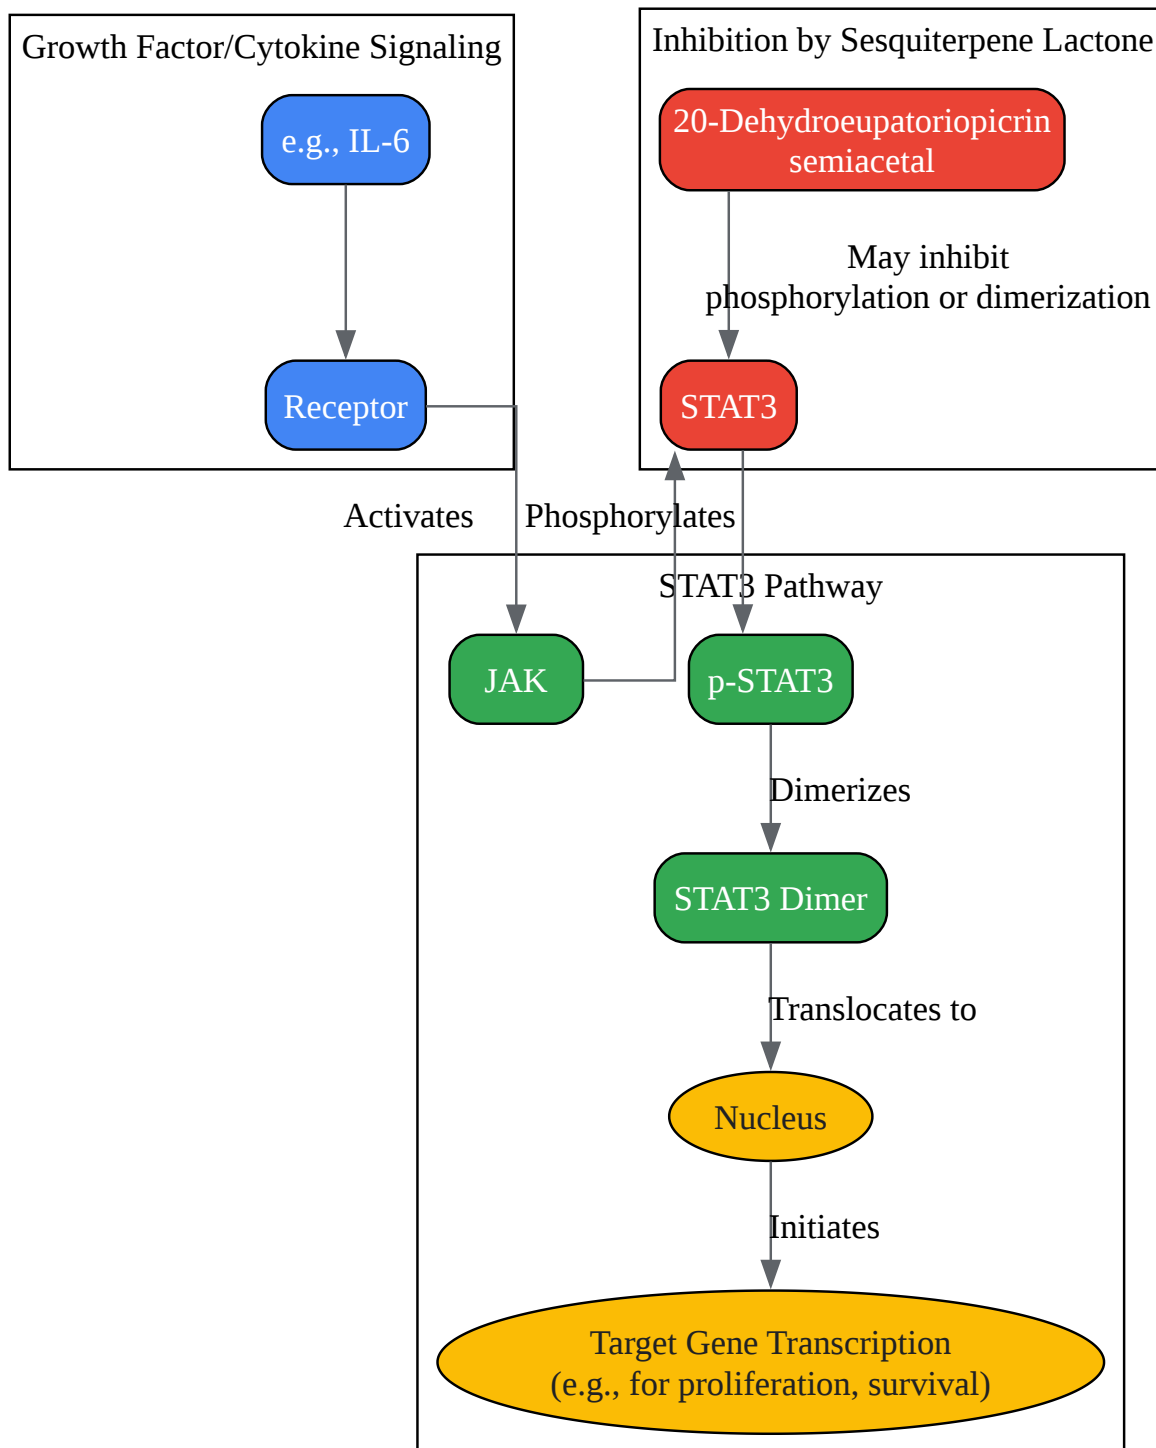 Growth Factor/Cytokine Signaling
e.g., IL-6
Receptor
Inhibition by Sesquiterpene Lactone
20-Dehydroeupatoriopicrin
semiacetal
May inhibit
phosphorylation or dimerization
STAT3
Activates
Phosphorylates
STAT3 Pathway
JAK
p-STAT3
Dimerizes
STAT3 Dimer
Translocates to
Nucleus
Initiates
Target Gene Transcription
(e.g., for proliferation, survival)